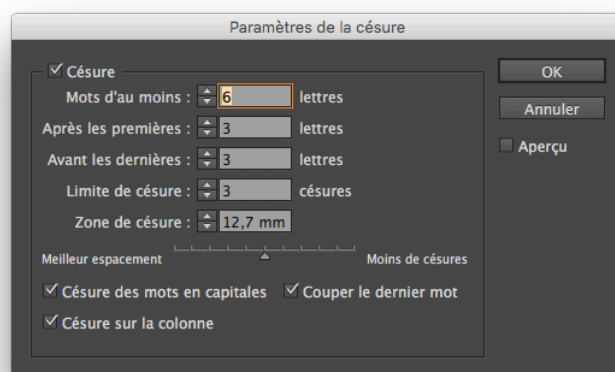 Paramètres de la césure
Césure
OK
Mots d'au moins : 6 lettres
Annuler
Après les premières : 3 lettres
Aperçu
Avant les dernières : 3 lettres
Limite de césure : 3 césures
Zone de césure : 12,7 mm
Meilleur espacement Moins de césures
Césure des mots en capitales Couper le dernier mot
Césure sur la colonne